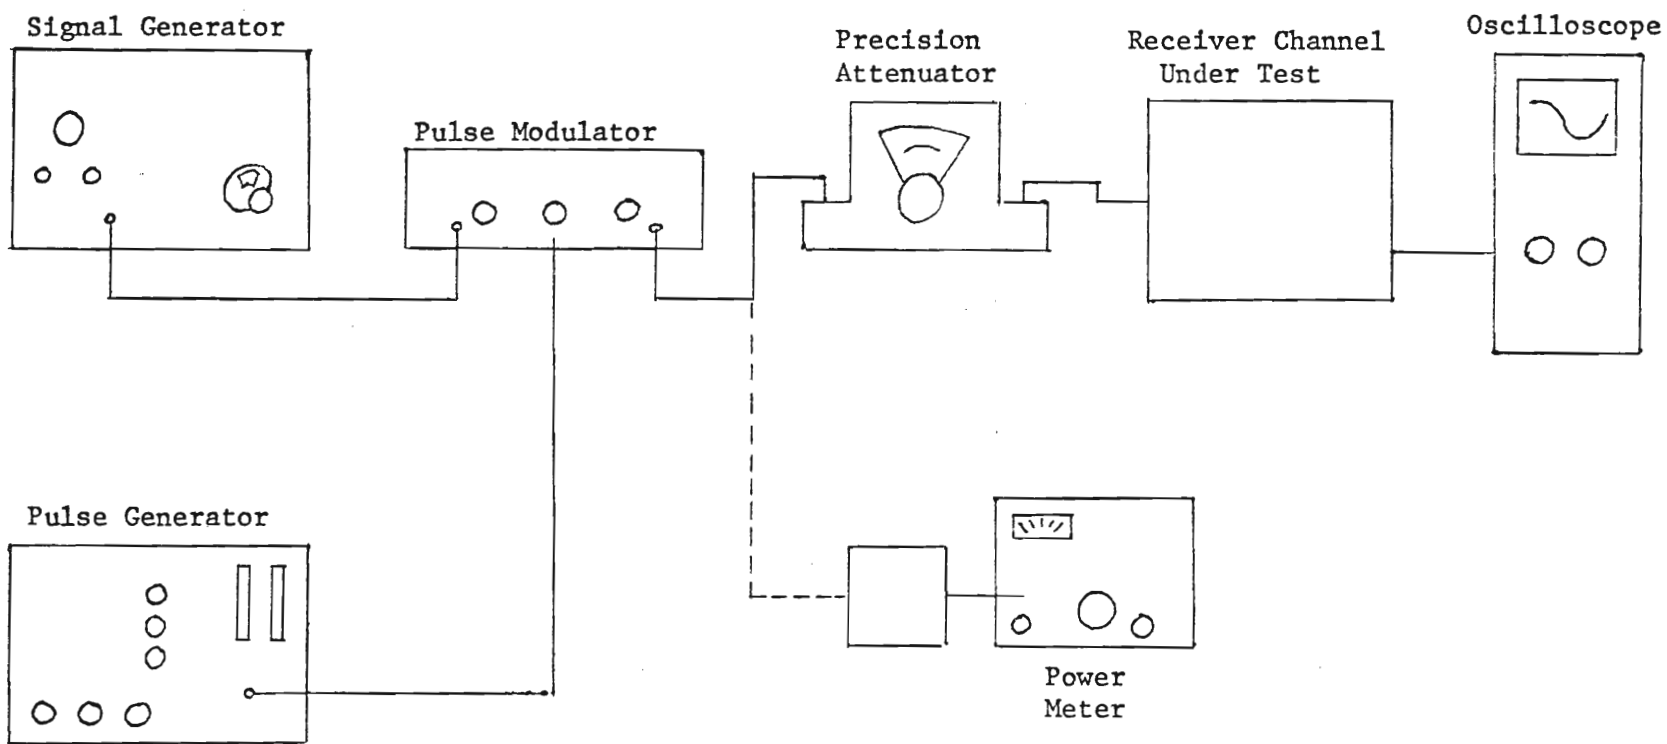 Signal Generator
Pulse Modulator
Precision
Attenuator
Receiver Channel
Under Test
Oscilloscope
Pulse Generator
Power
Meter